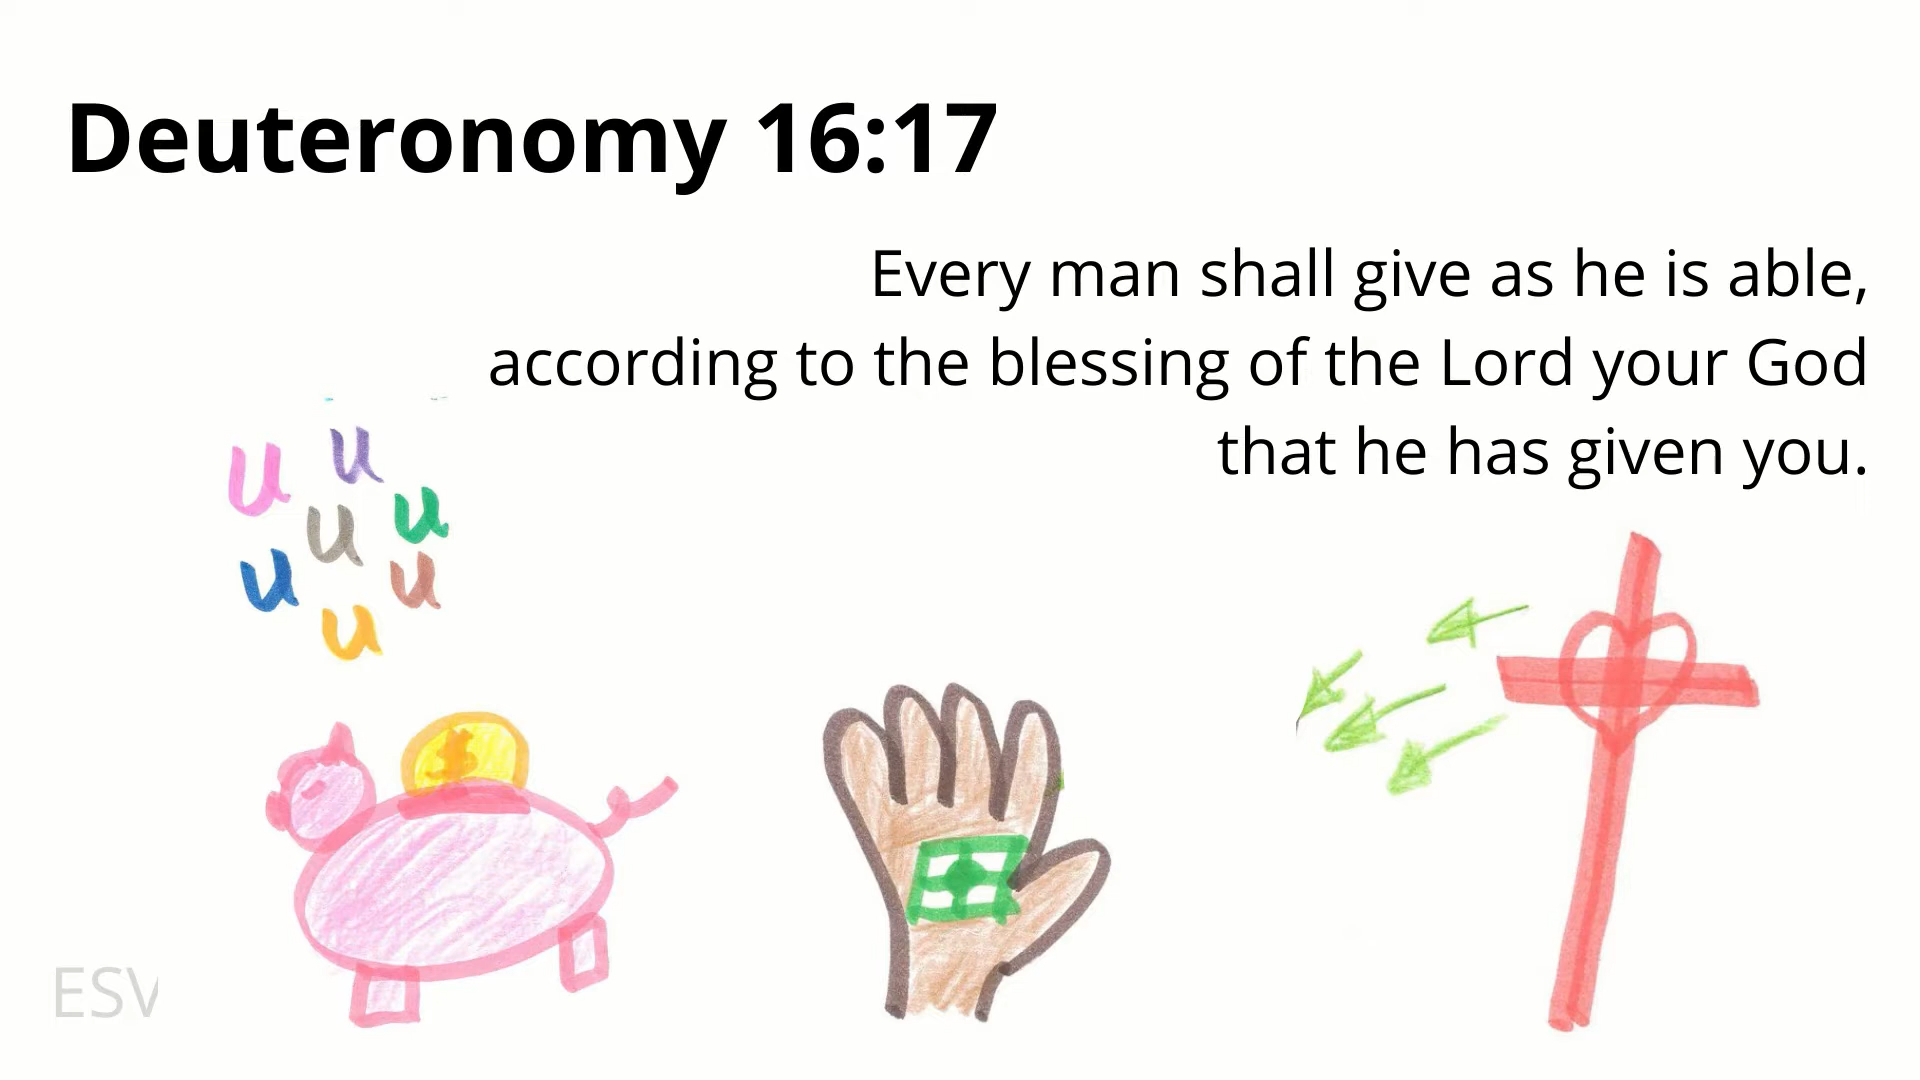 Deuteronomy 16:17
Every man shall give as he is able,
according to the blessing of the Lord your God
that he has given you.
u
u
u
u
u
u
u
$
ESV